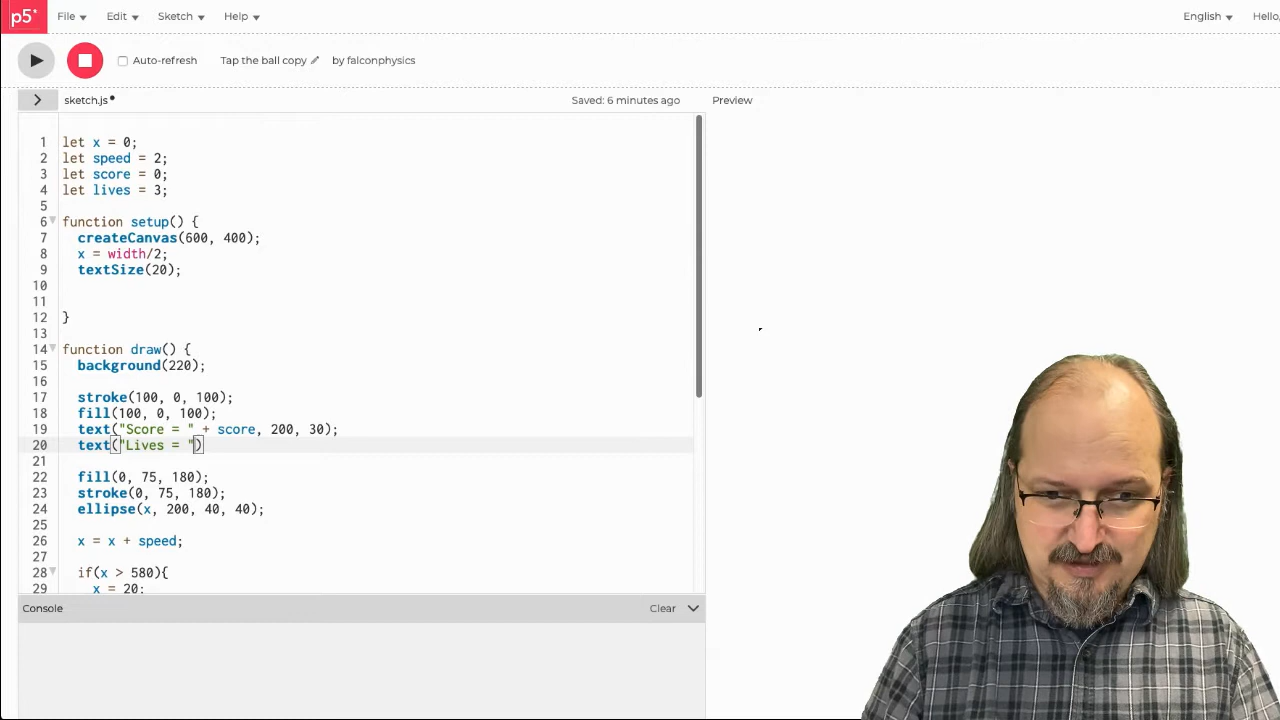 p5* File Edit Sketch Help English Hello,
Auto-refresh Tap the ball copy by falconphysics
> sketch.js Saved: 6 minutes ago Preview
1 let x = 0;
2 let speed = 2;
3 let score = 0;
4 let lives = 3;
5
6 function setup() {
7 createCanvas(600, 400);
8 x = width/2;
9 textSize(20);
10
11
12 }
13
14 function draw() {
15 background(220);
16
17 stroke(100, 0, 100);
18 fill(100, 0, 100);
19 text("Score = " + score, 200, 30);
20 text("Lives = ")
21
22 fill(0, 75, 180);
23 stroke(0, 75, 180);
24 ellipse(x, 200, 40, 40);
25
26 x = x + speed;
27
28 if(x > 580){
29 x = 20;
Console Clear